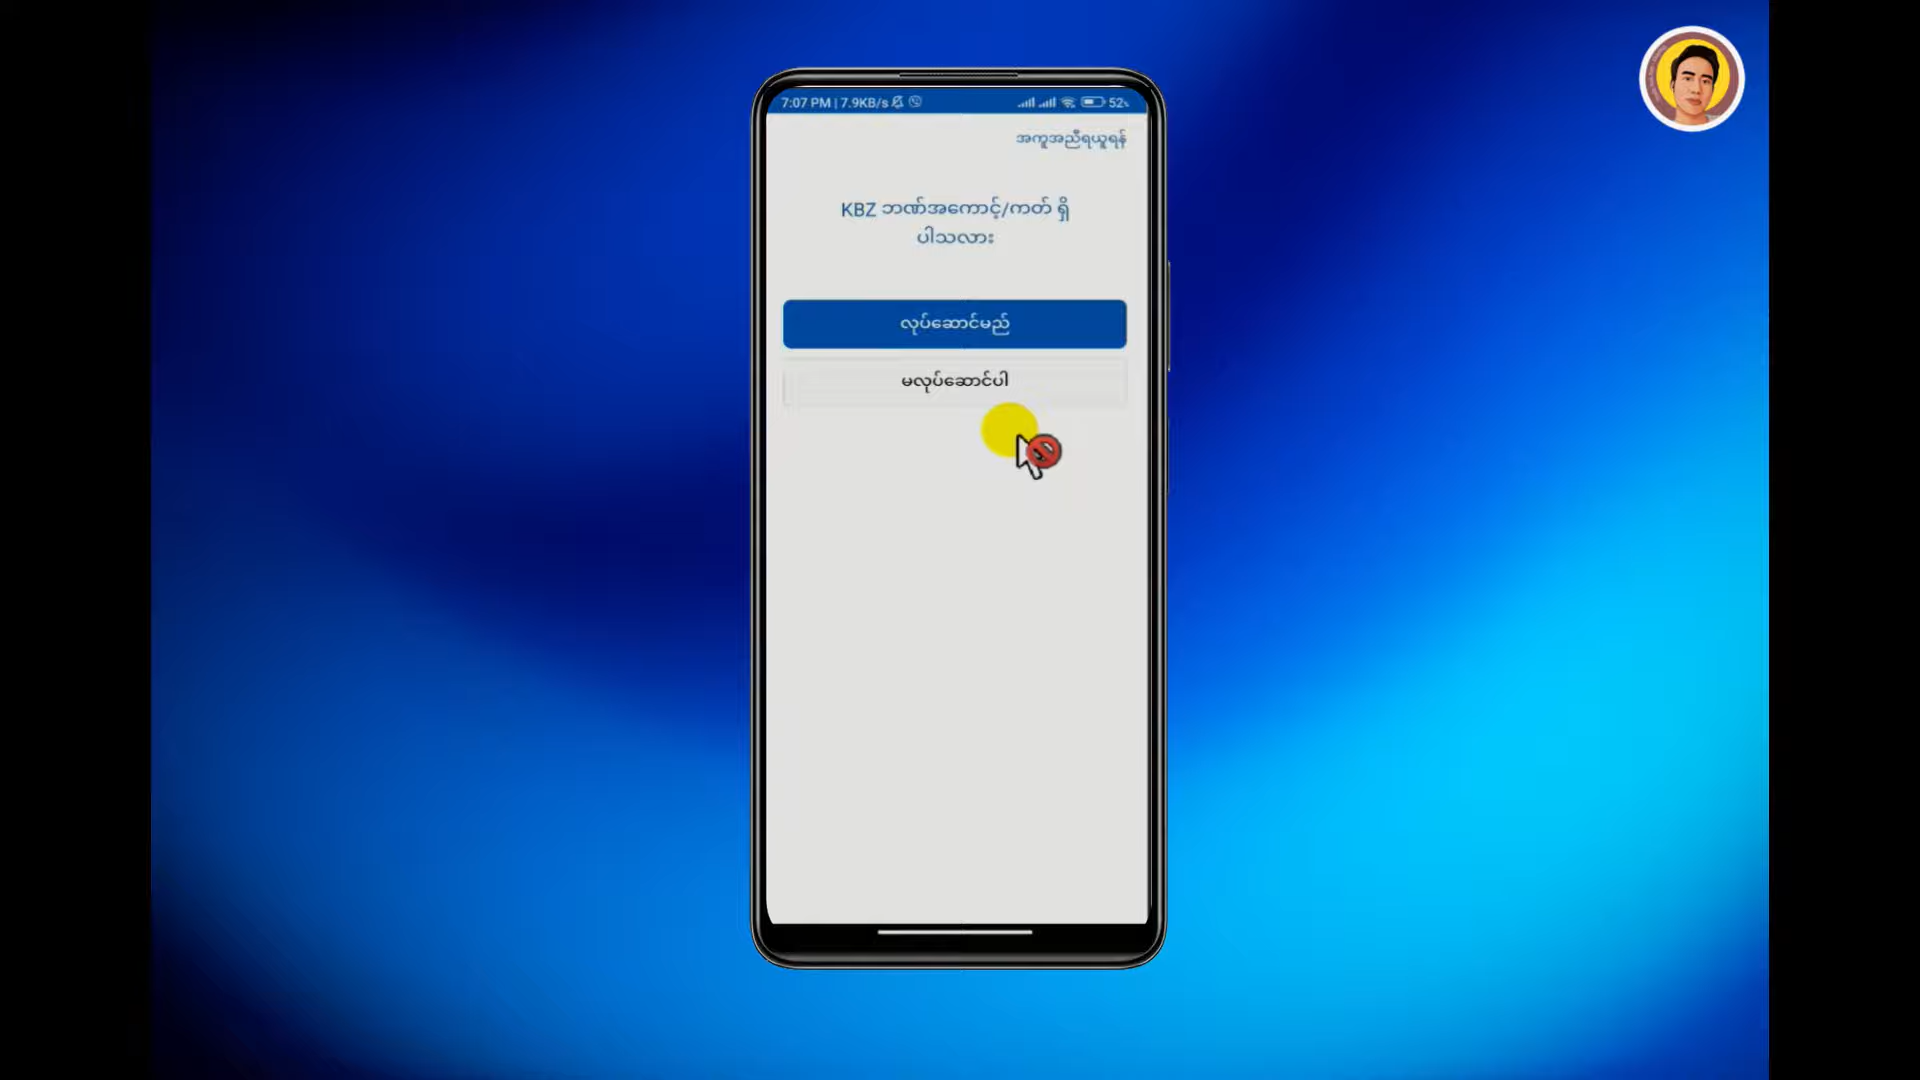 7:07 PM | 7.9KB/s 52%
အကူအညီရယူရန်
KBZ ဘဏ်အကောင့်/ကတ် ရှိ
ပါသလား
လုပ်ဆောင်မည်
မလုပ်ဆောင်ပါ